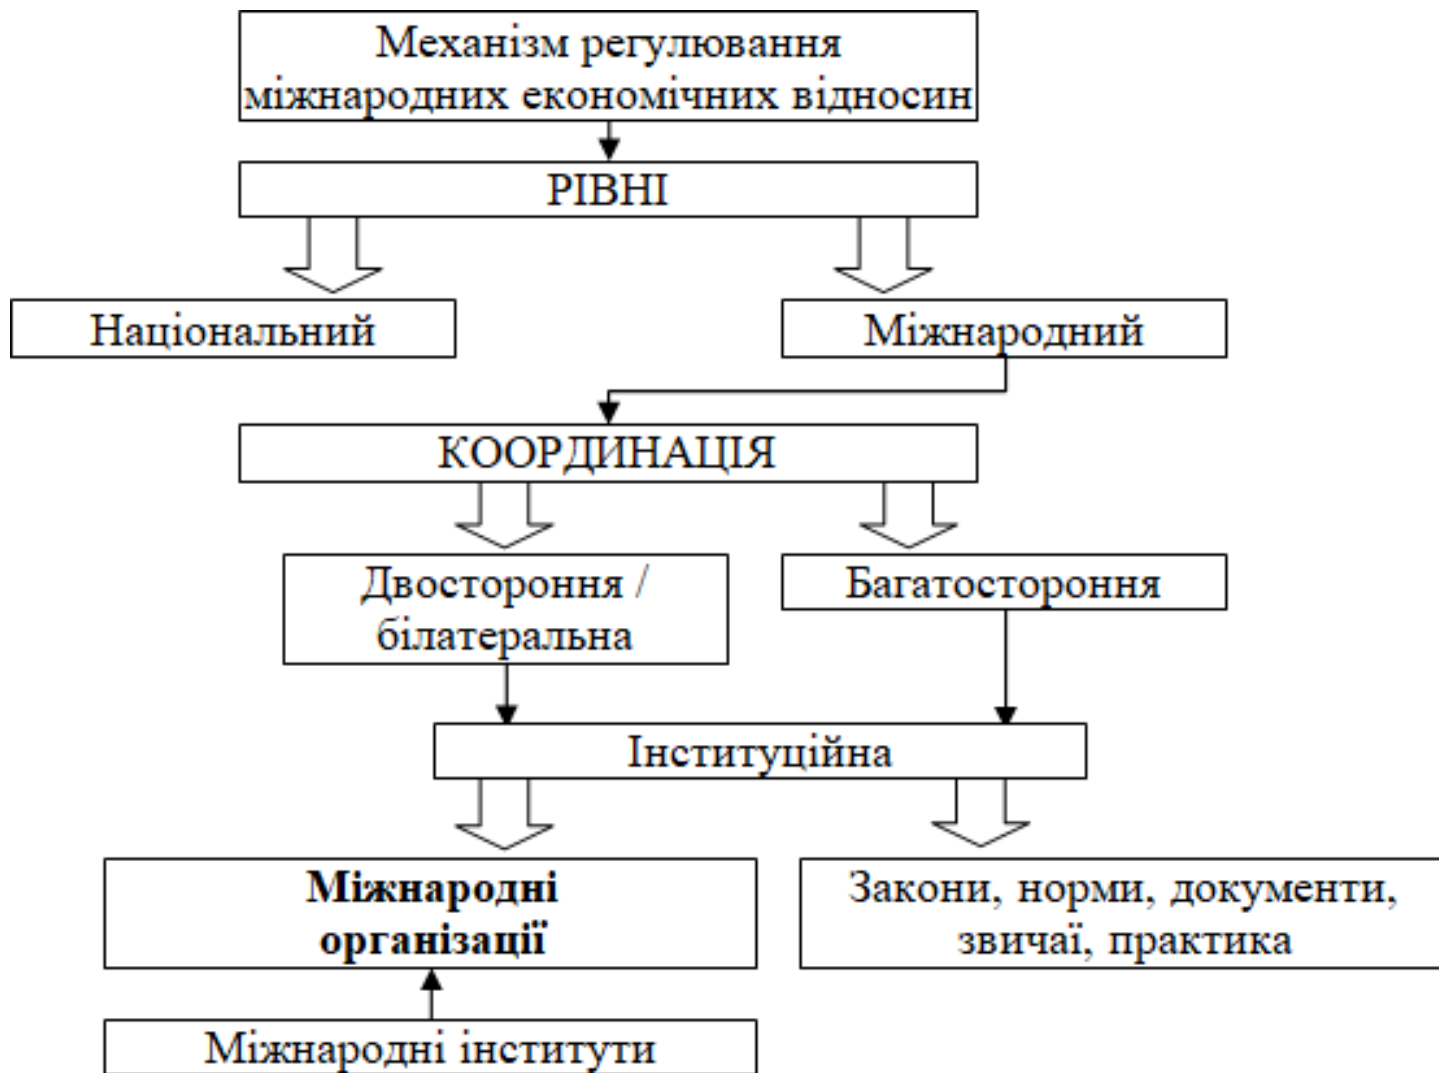 Механізм регулювання
міжнародних економічних відносин
РІВНІ
Національний
Міжнародний
КООРДИНАЦІЯ
Двостороння /
білатеральна
Багатостороння
Інституційна
Міжнародні
організації
Закони, норми, документи,
звичаї, практика
Міжнародні інститути